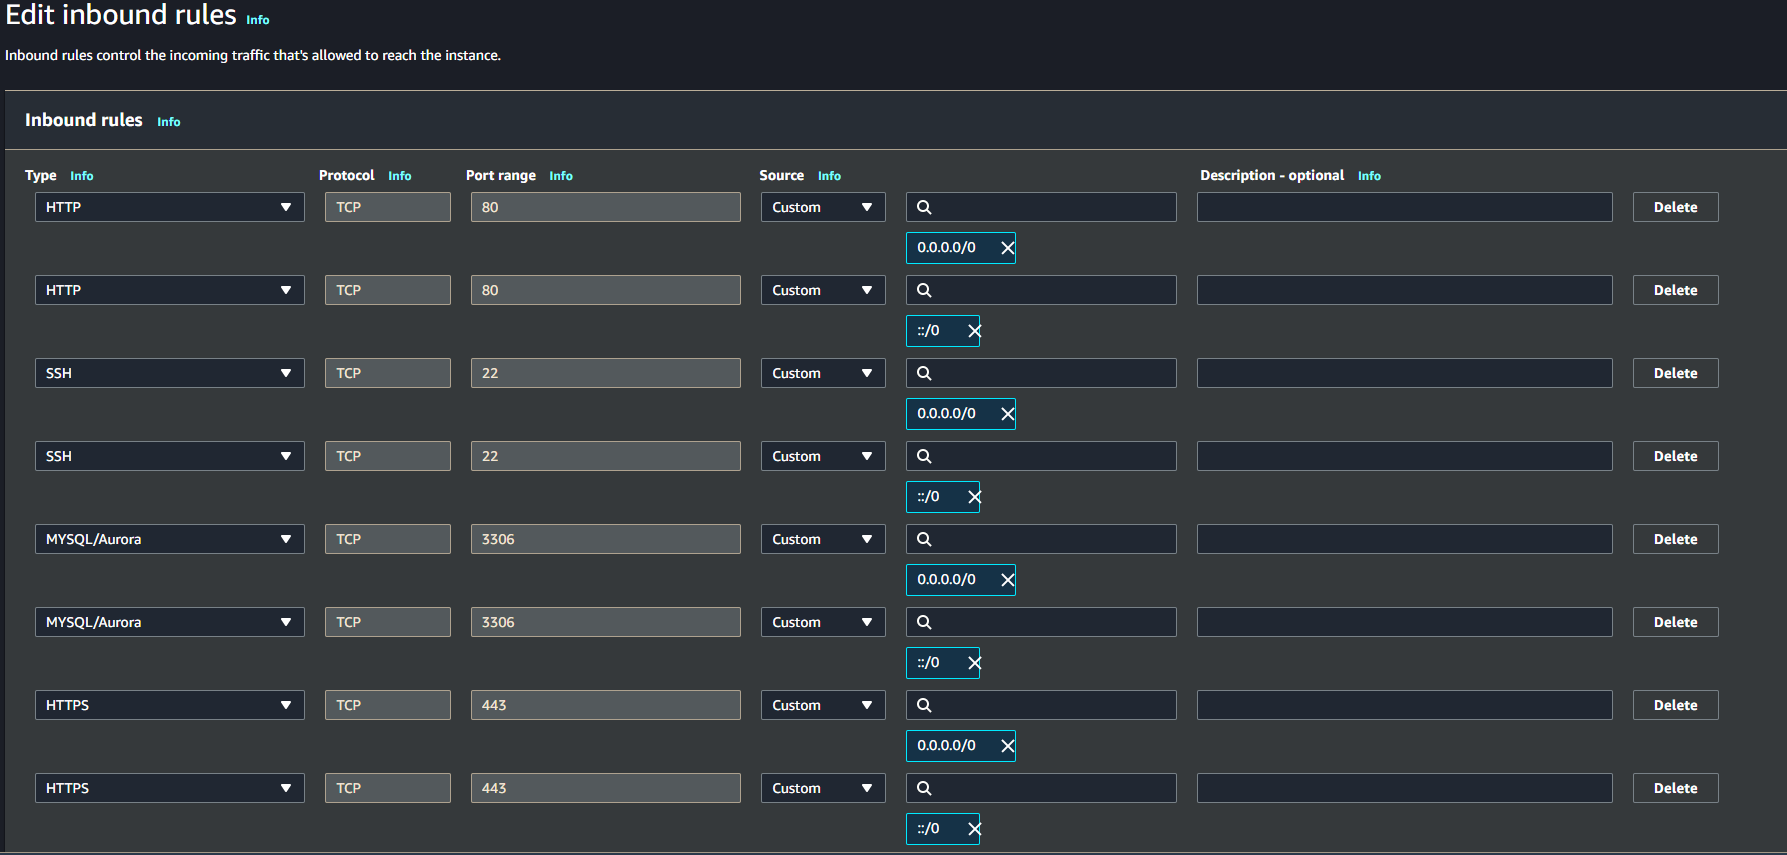 Edit inbound rules Info
Inbound rules control the incoming traffic that's allowed to reach the instance.
Inbound rules Info
Type Info Protocol Info Port range Info Source Info Description - optional Info
HTTP TCP 80 Custom Delete
0.0.0.0/0
HTTP TCP 80 Custom Delete
::/0
SSH TCP 22 Custom Delete
0.0.0.0/0
SSH TCP 22 Custom Delete
::/0
MYSQL/Aurora TCP 3306 Custom Delete
0.0.0.0/0
MYSQL/Aurora TCP 3306 Custom Delete
::/0
HTTPS TCP 443 Custom Delete
0.0.0.0/0
HTTPS TCP 443 Custom Delete
::/0